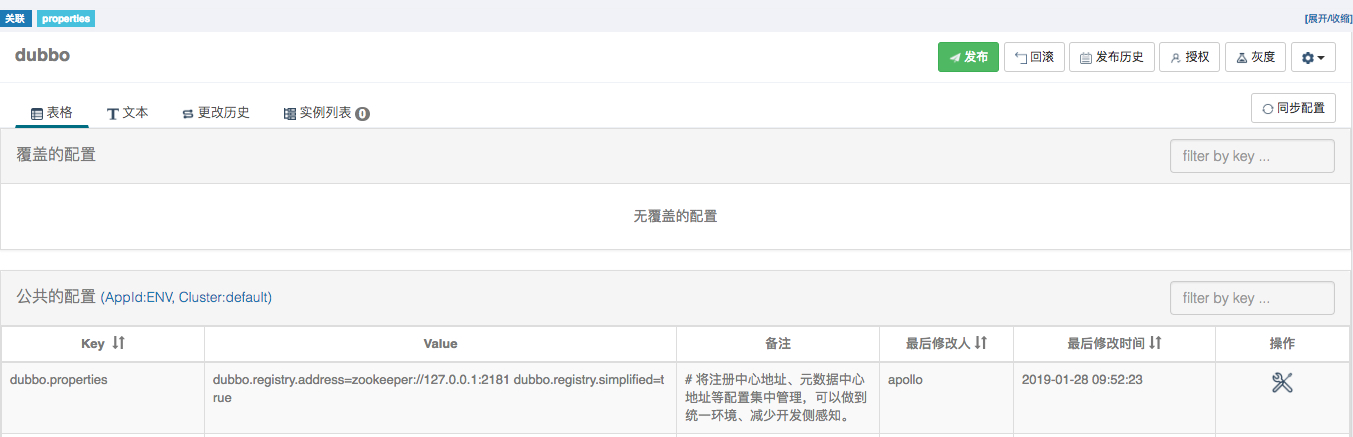 关联 properties [展开/收缩]
dubbo 发布 回滚 发布历史 授权 灰度
表格 文本 更改历史 实例列表 0 同步配置
覆盖的配置 filter by key ...
无覆盖的配置
公共的配置 (AppId:ENV, Cluster:default) filter by key ...
Key Value 备注 最后修改人 最后修改时间 操作
dubbo.properties dubbo.registry.address=zookeeper://127.0.0.1:2181 dubbo.registry.simplified=t # 将注册中心地址、元数据中心 apollo 2019-01-28 09:52:23
rue 地址等配置集中管理，可以做到
统一环境、减少开发侧感知。